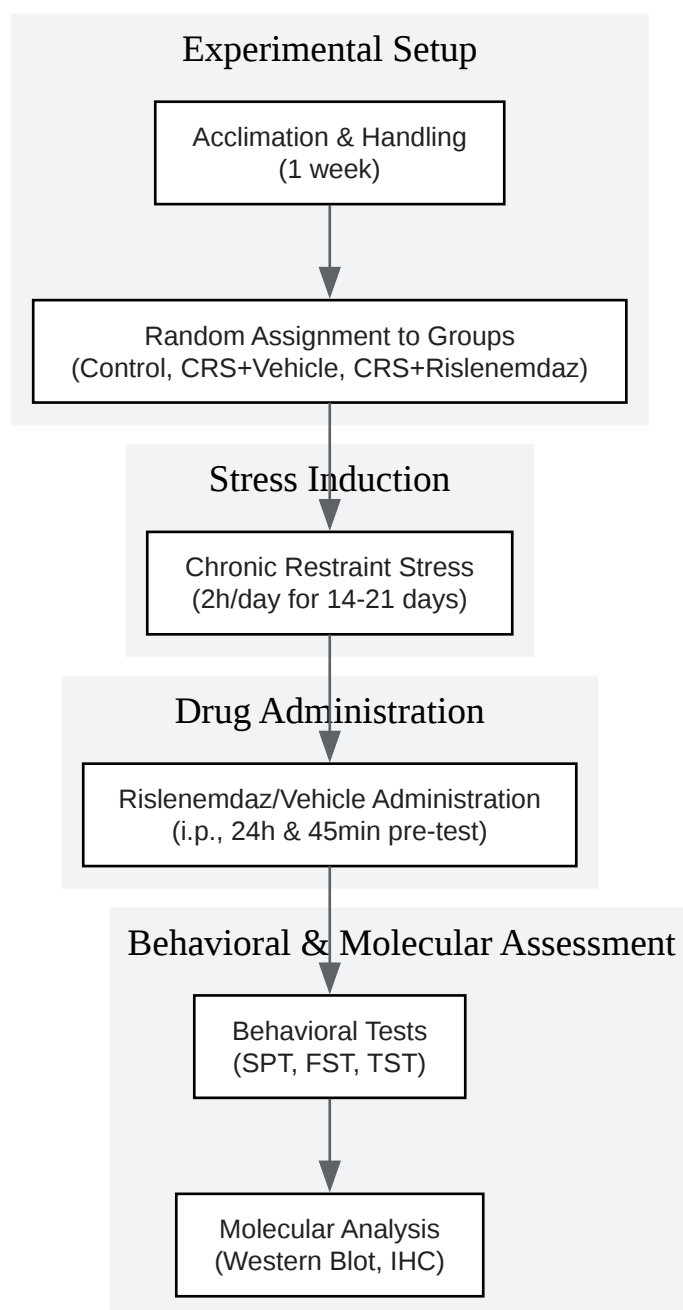 Experimental Setup
Acclimation & Handling
(1 week)
Random Assignment to Groups
(Control, CRS+Vehicle, CRS+Rislenemdaz)
Stress Induction
Chronic Restraint Stress
(2h/day for 14-21 days)
Drug Administration
Rislenemdaz/Vehicle Administration
(i.p., 24h & 45min pre-test)
Behavioral & Molecular Assessment
Behavioral Tests
(SPT, FST, TST)
Molecular Analysis
(Western Blot, IHC)